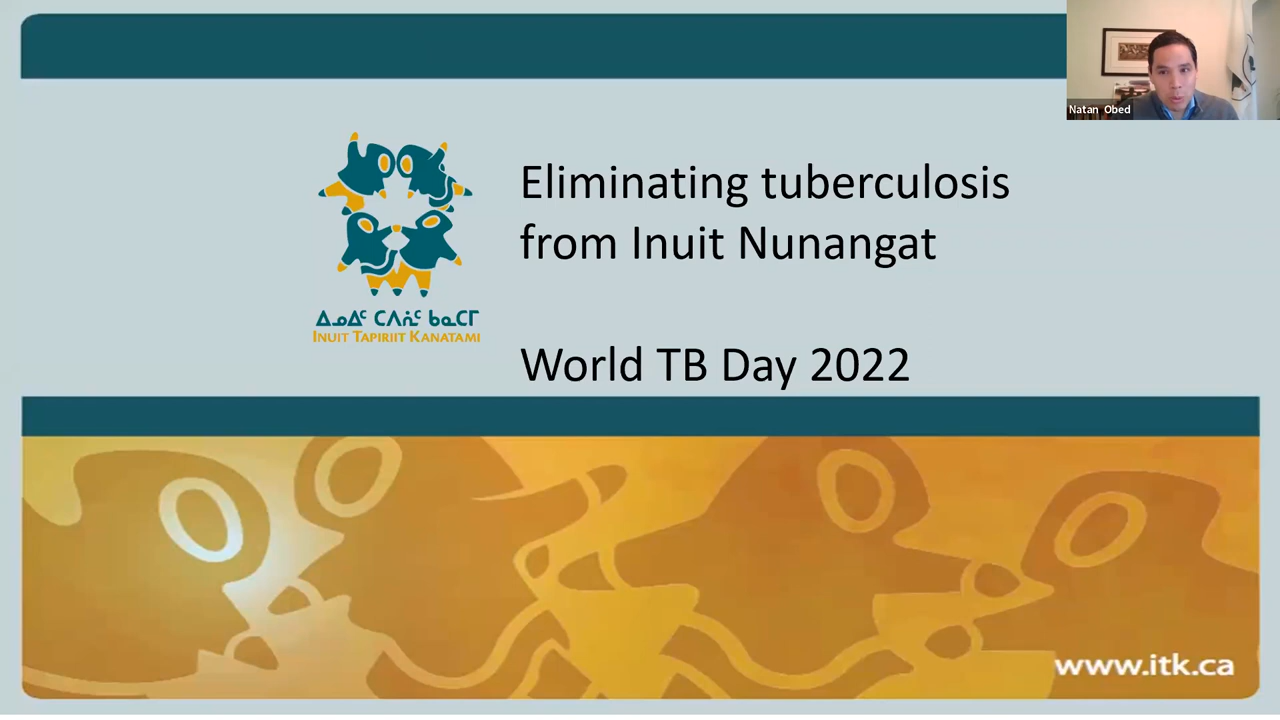 Natan Obed
Eliminating tuberculosis
from Inuit Nunangat
ᐃᓄᐃᑦ ᑕᐱᕇᑦ ᑲᓇᑕᒥ
INUIT TAPIRIIT KANATAMI
World TB Day 2022
www.itk.ca